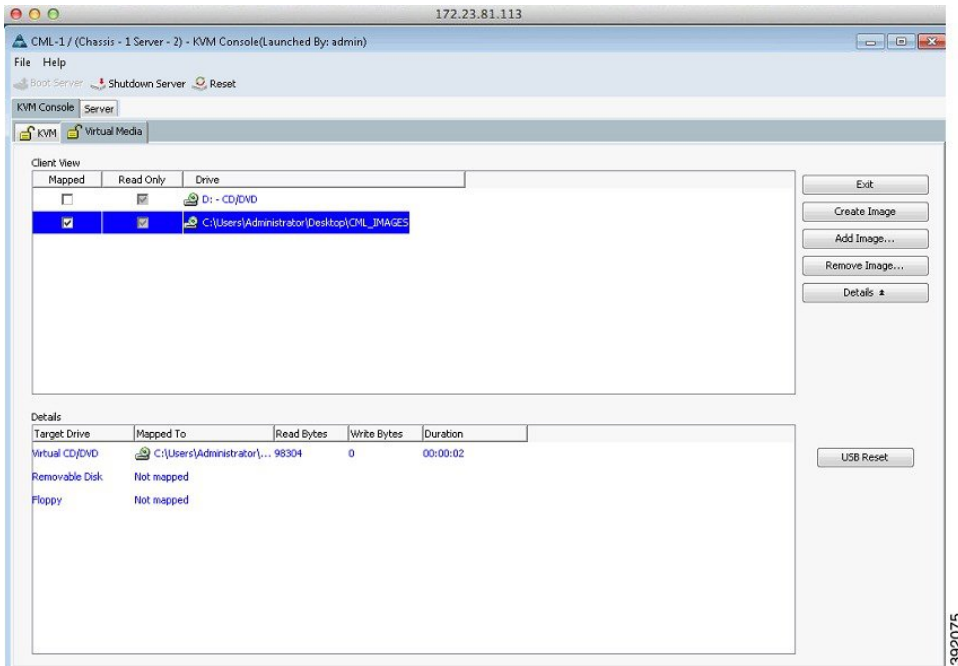 172.23.81.113
CML-1 / (Chassis - 1 Server - 2) - KVM Console(Launched By: admin)
File Help
Boot Server Shutdown Server Reset
KVM Console Server
KVM Virtual Media
Client View
Mapped Read Only Drive
D: - CD/DVD
C:\Users\Administrator\Desktop\CML_IMAGES
Exit
Create Image
Add Image...
Remove Image...
Details
Details
Target Drive Mapped To Read Bytes Write Bytes Duration
Virtual CD/DVD C:\Users\Administrator\... 98304 0 00:00:02
Removable Disk Not mapped
Floppy Not mapped
USB Reset
392075